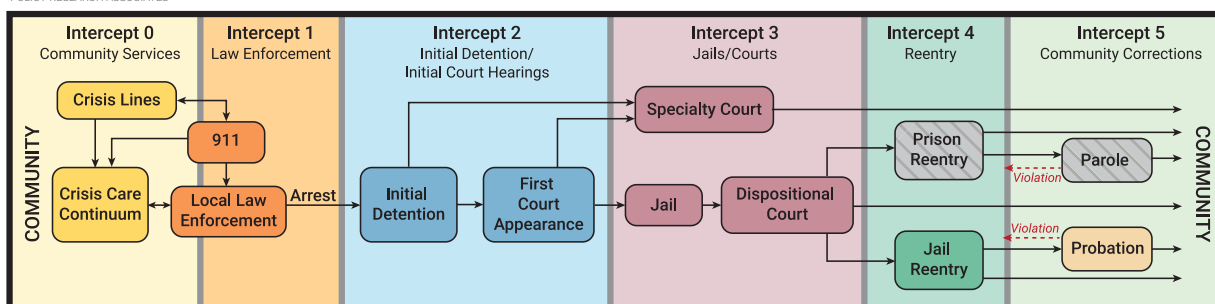 Intercept 0
Community Services
Intercept 1
Law Enforcement
Intercept 2
Initial Detention/
Initial Court Hearings
Intercept 3
Jails/Courts
Intercept 4
Reentry
Intercept 5
Community Corrections
COMMUNITY
Crisis Lines
911
Crisis Care
Continuum
Local Law
Enforcement
Arrest
Initial
Detention
First
Court
Appearance
Specialty Court
Jail
Dispositional
Court
Prison
Reentry
Violation
Parole
Jail
Reentry
Violation
Probation
COMMUNITY